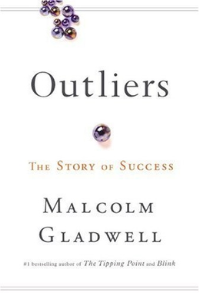 Outliers
THE STORY OF SUCCESS
MALCOLM
GLADWELL
#1 bestselling author of The Tipping Point and Blink